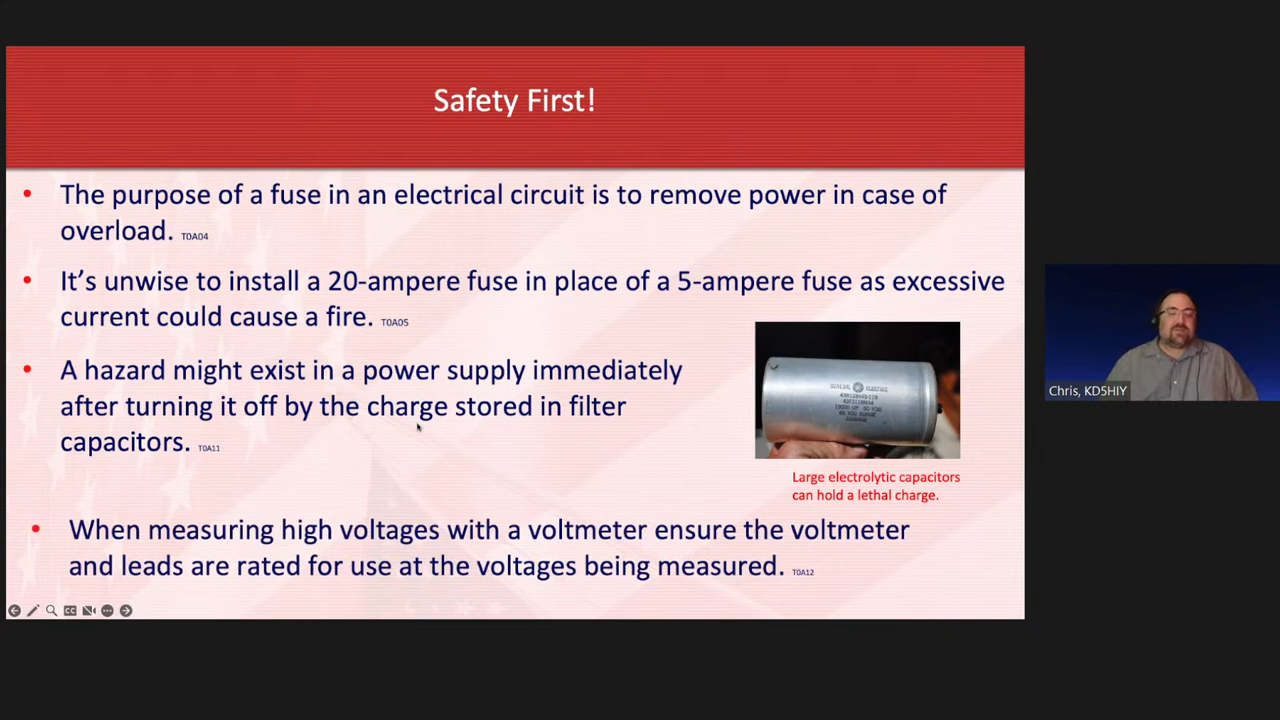 Safety First!
• The purpose of a fuse in an electrical circuit is to remove power in case of
overload. T0A04
• It's unwise to install a 20-ampere fuse in place of a 5-ampere fuse as excessive
current could cause a fire. T0A05
• A hazard might exist in a power supply immediately
after turning it off by the charge stored in filter
capacitors. T0A11
GENERAL ELECTRIC
Large electrolytic capacitors
can hold a lethal charge.
• When measuring high voltages with a voltmeter ensure the voltmeter
and leads are rated for use at the voltages being measured. T0A12
CC
Chris, KD5HIY